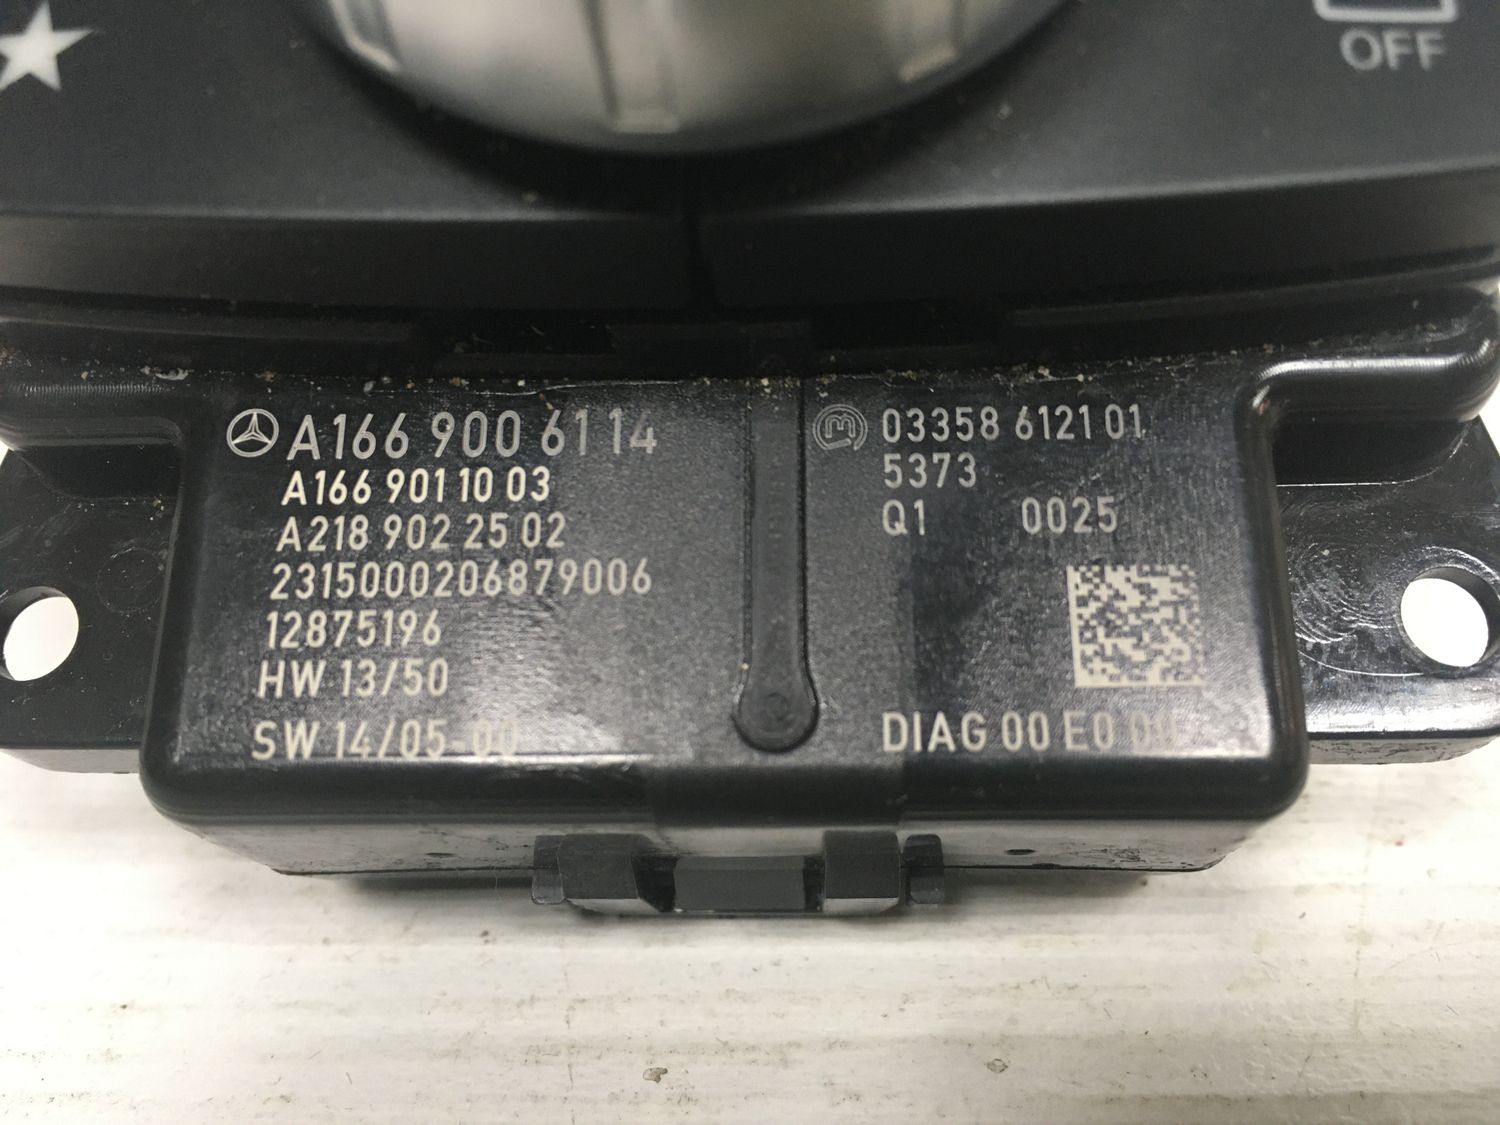 OFF
A166 900 61 14
A166 901 10 03
A218 902 25 02
2315000206879006
12875196
HW 13/50
SW 14/05-00
03358 6121 01
5373
Q1 0025
DIAG 00 E0 00